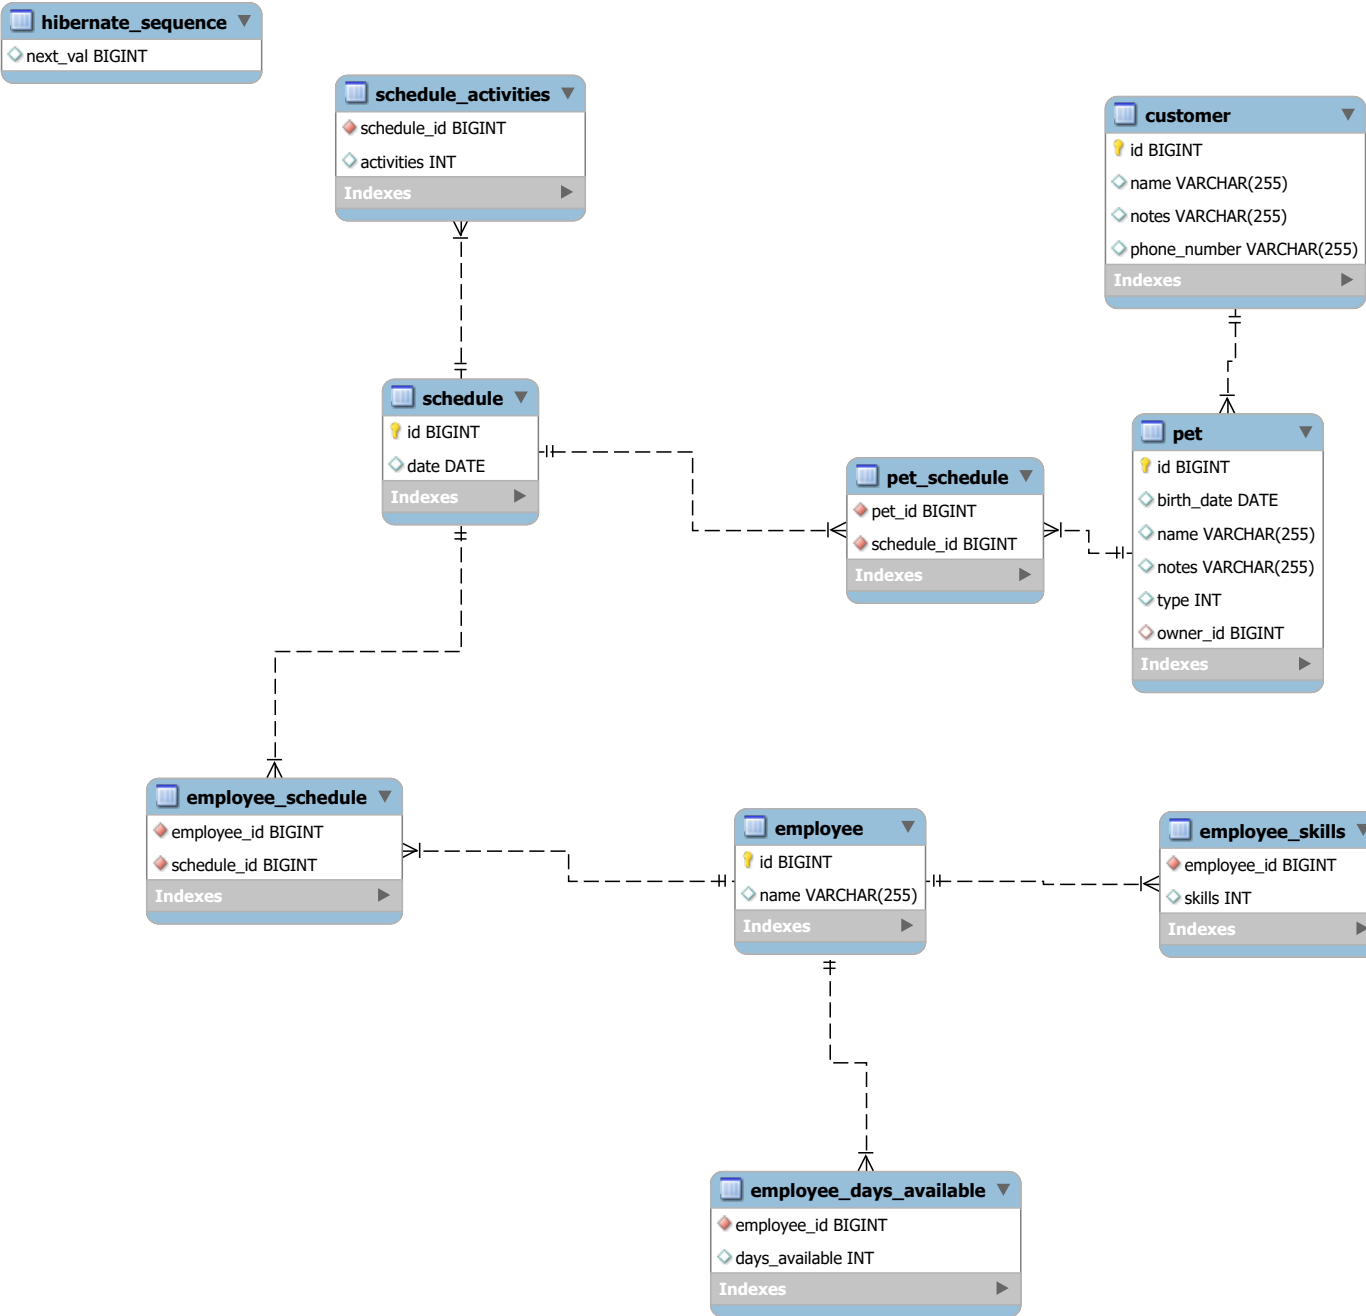 hibernate_sequence
next_val BIGINT
schedule_activities
schedule_id BIGINT
activities INT
Indexes
customer
id BIGINT
name VARCHAR(255)
notes VARCHAR(255)
phone_number VARCHAR(255)
Indexes
schedule
id BIGINT
date DATE
Indexes
pet_schedule
pet_id BIGINT
schedule_id BIGINT
Indexes
pet
id BIGINT
birth_date DATE
name VARCHAR(255)
notes VARCHAR(255)
type INT
owner_id BIGINT
Indexes
employee_schedule
employee_id BIGINT
schedule_id BIGINT
Indexes
employee
id BIGINT
name VARCHAR(255)
Indexes
employee_skills
employee_id BIGINT
skills INT
Indexes
employee_days_available
employee_id BIGINT
days_available INT
Indexes